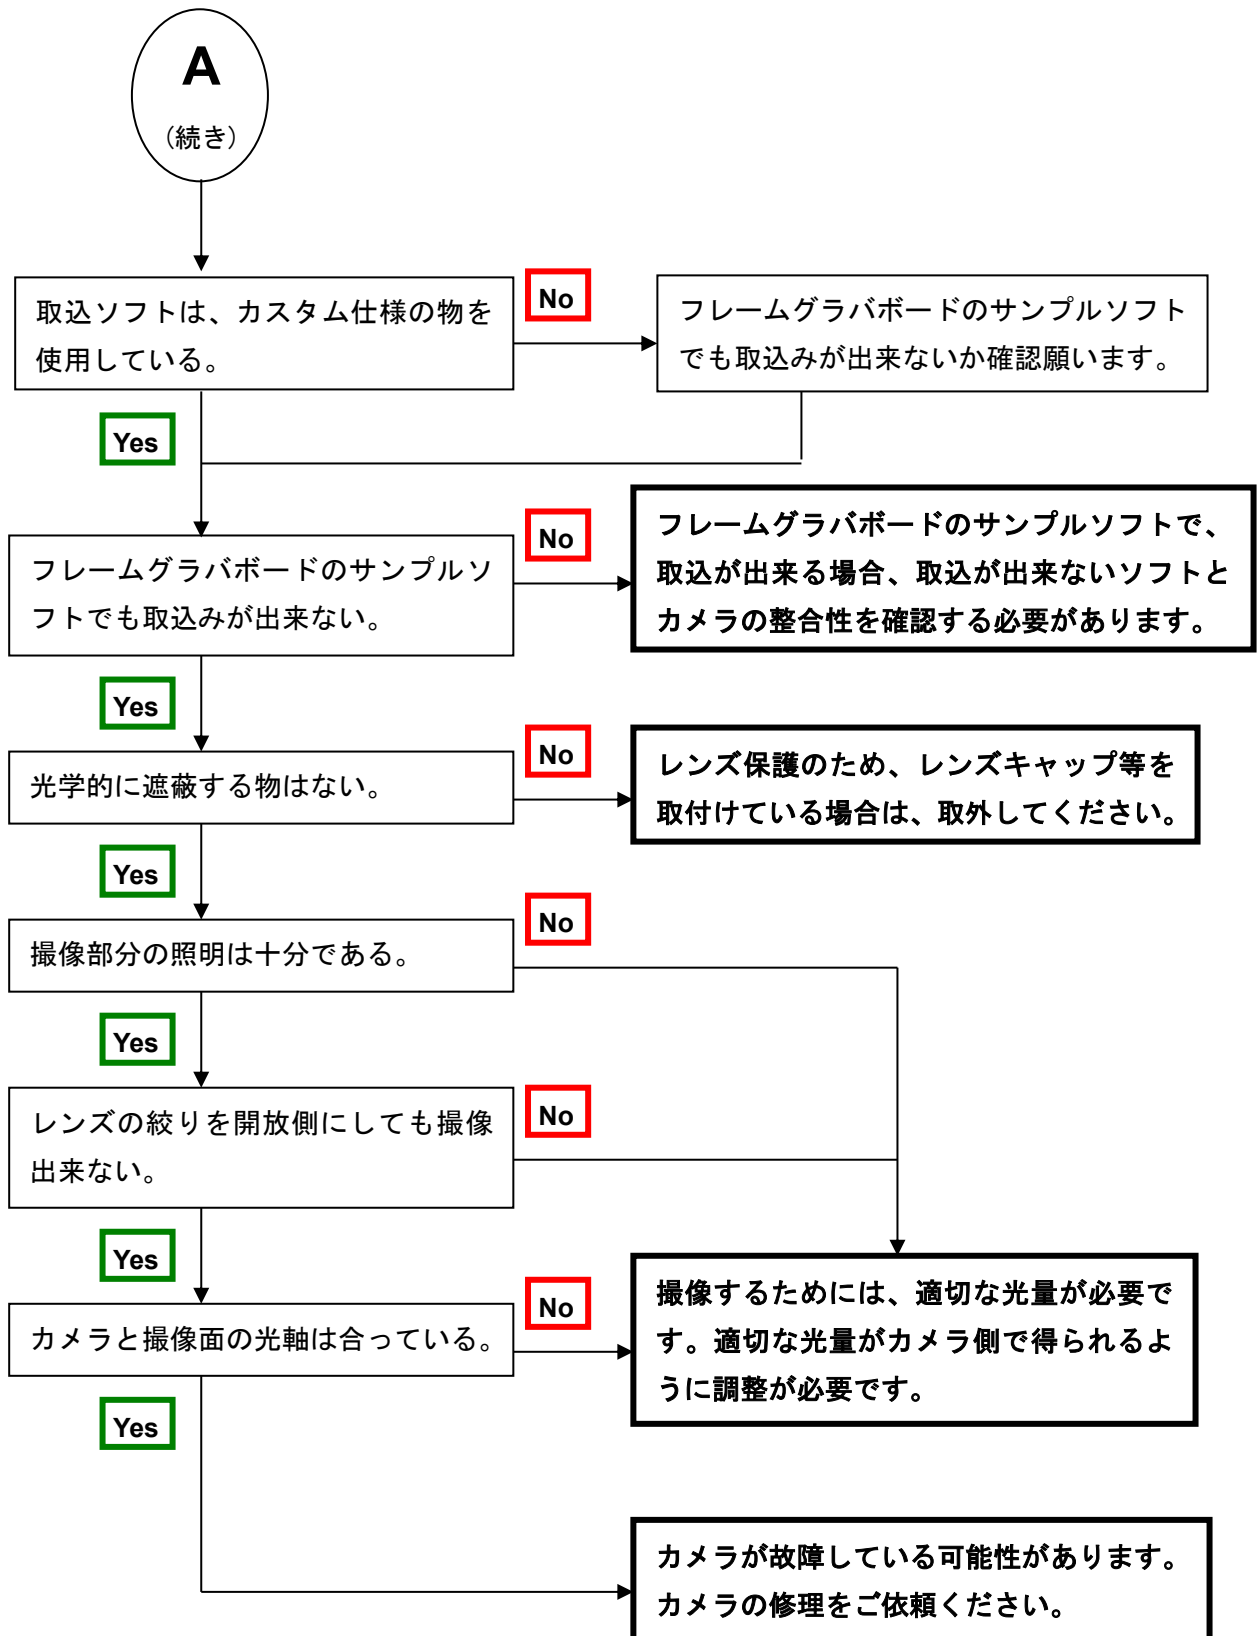 A
(続き)
取込ソフトは、カスタム仕様の物を
使用している。
No
フレームグラバボードのサンプルソフト
でも取込みが出来ないか確認願います。
Yes
フレームグラバボードのサンプルソ
フトでも取込みが出来ない。
No
フレームグラバボードのサンプルソフトで、
取込が出来る場合、取込が出来ないソフトと
カメラの整合性を確認する必要があります。
Yes
光学的に遮蔽する物はない。
No
レンズ保護のため、レンズキャップ等を
取付けている場合は、取外してください。
Yes
撮像部分の照明は十分である。
No
Yes
レンズの絞りを開放側にしても撮像
出来ない。
No
Yes
カメラと撮像面の光軸は合っている。
No
撮像するためには、適切な光量が必要で
す。適切な光量がカメラ側で得られるよ
うに調整が必要です。
Yes
カメラが故障している可能性があります。
カメラの修理をご依頼ください。